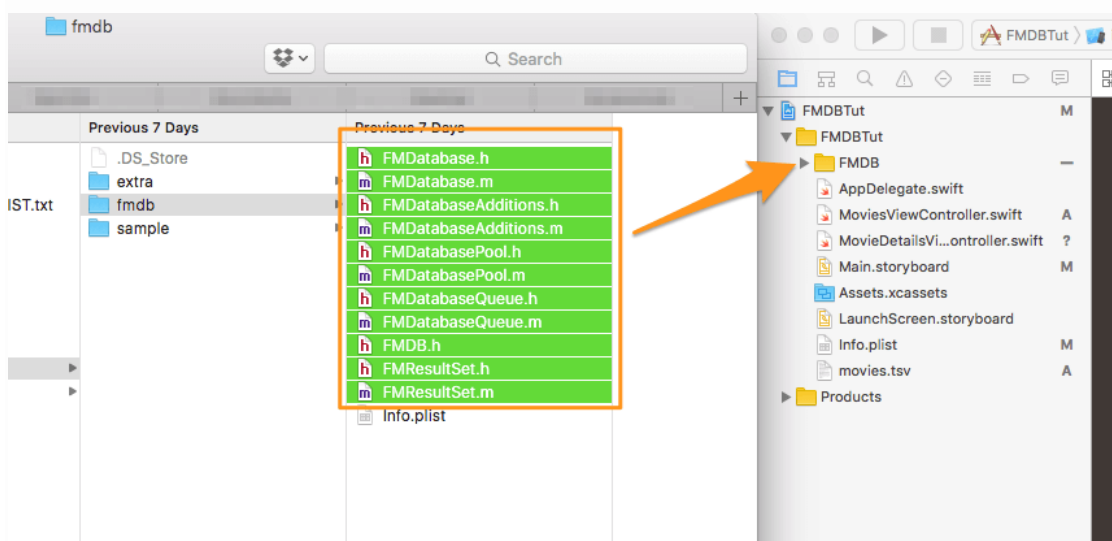 fmdb
Search
FMDBTut
Previous 7 Days
Previous 7 Days
IST.txt
.DS_Store
extra
fmdb
sample
FMDatabase.h
FMDatabase.m
FMDatabaseAdditions.h
FMDatabaseAdditions.m
FMDatabasePool.h
FMDatabasePool.m
FMDatabaseQueue.h
FMDatabaseQueue.m
FMDB.h
FMResultSet.h
FMResultSet.m
Info.plist
FMDBTut M
FMDBTut
FMDB —
AppDelegate.swift
MoviesViewController.swift A
MovieDetailsVi...ontroller.swift ?
Main.storyboard M
Assets.xcassets
LaunchScreen.storyboard
Info.plist M
movies.tsv A
Products